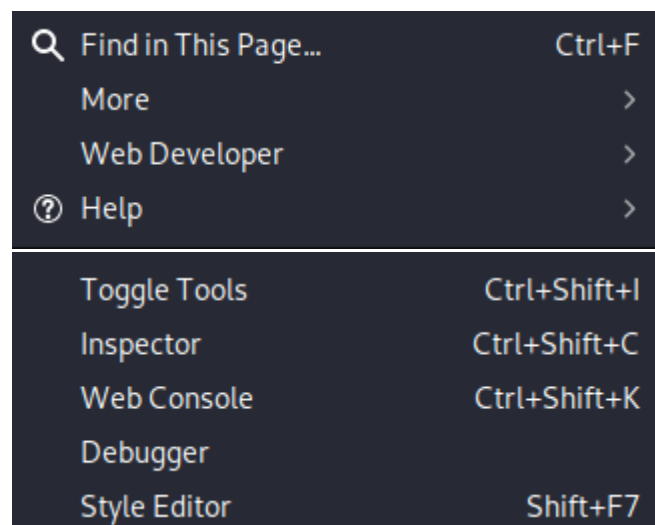 Find in This Page... Ctrl+F
More
Web Developer
Help
Toggle Tools Ctrl+Shift+I
Inspector Ctrl+Shift+C
Web Console Ctrl+Shift+K
Debugger
Style Editor Shift+F7